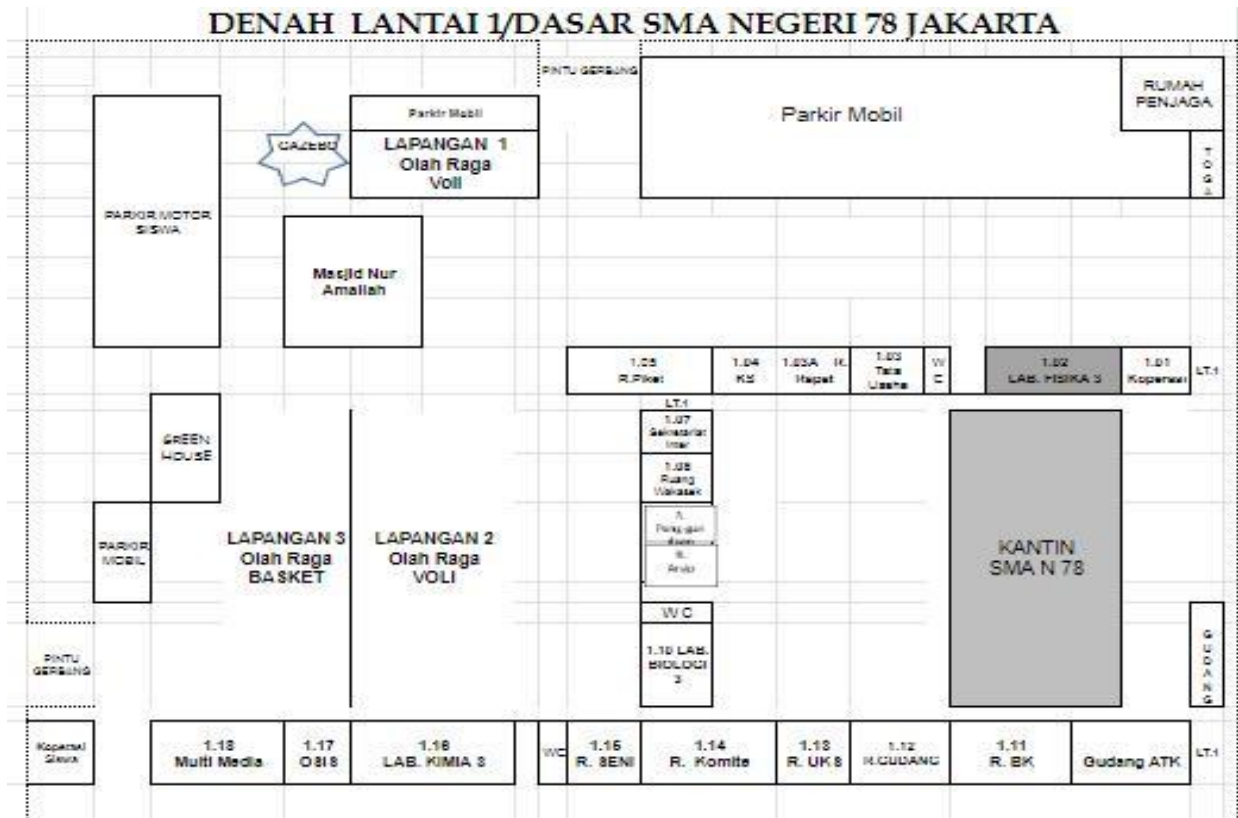 DENAH LANTAI 1/DASAR SMA NEGERI 78 JAKARTA
PINTU GERBANG
RUMAH
PENJAGA
Parkir Mobil
Parkir Mobil
GAZEBO
LAPANGAN 1
Olah Raga
Voli
TOGA
PARKIR MOTOR
SISWA
Masjid Nur
Amaliah
1.05
R.Piket
1.04
KS
1.03A R.
Rapat
1.03
Tata
Usaha
WC
1.02
LAB. FISIKA 3
1.01
Koperasi
LT.1
LT.1
1.07
Sekretariat
Inter
GREEN
HOUSE
Ruang
Wakasek
R.
Arsip
PARKIR
MOBIL
LAPANGAN 3
Olah Raga
BASKET
LAPANGAN 2
Olah Raga
VOLI
KANTIN
SMA N 78
WC
1.10 LAB.
BIOLOGI
3
GUDANG
PINTU
GERBANG
Koperasi
Siswa
1.18
Multi Media
1.17
OSIS
1.16
LAB. KIMIA 3
WC
1.15
R. SENI
1.14
R. Komite
1.13
R. UKS
1.12
R.GUDANG
1.11
R. BK
Gudang ATK
LT.1